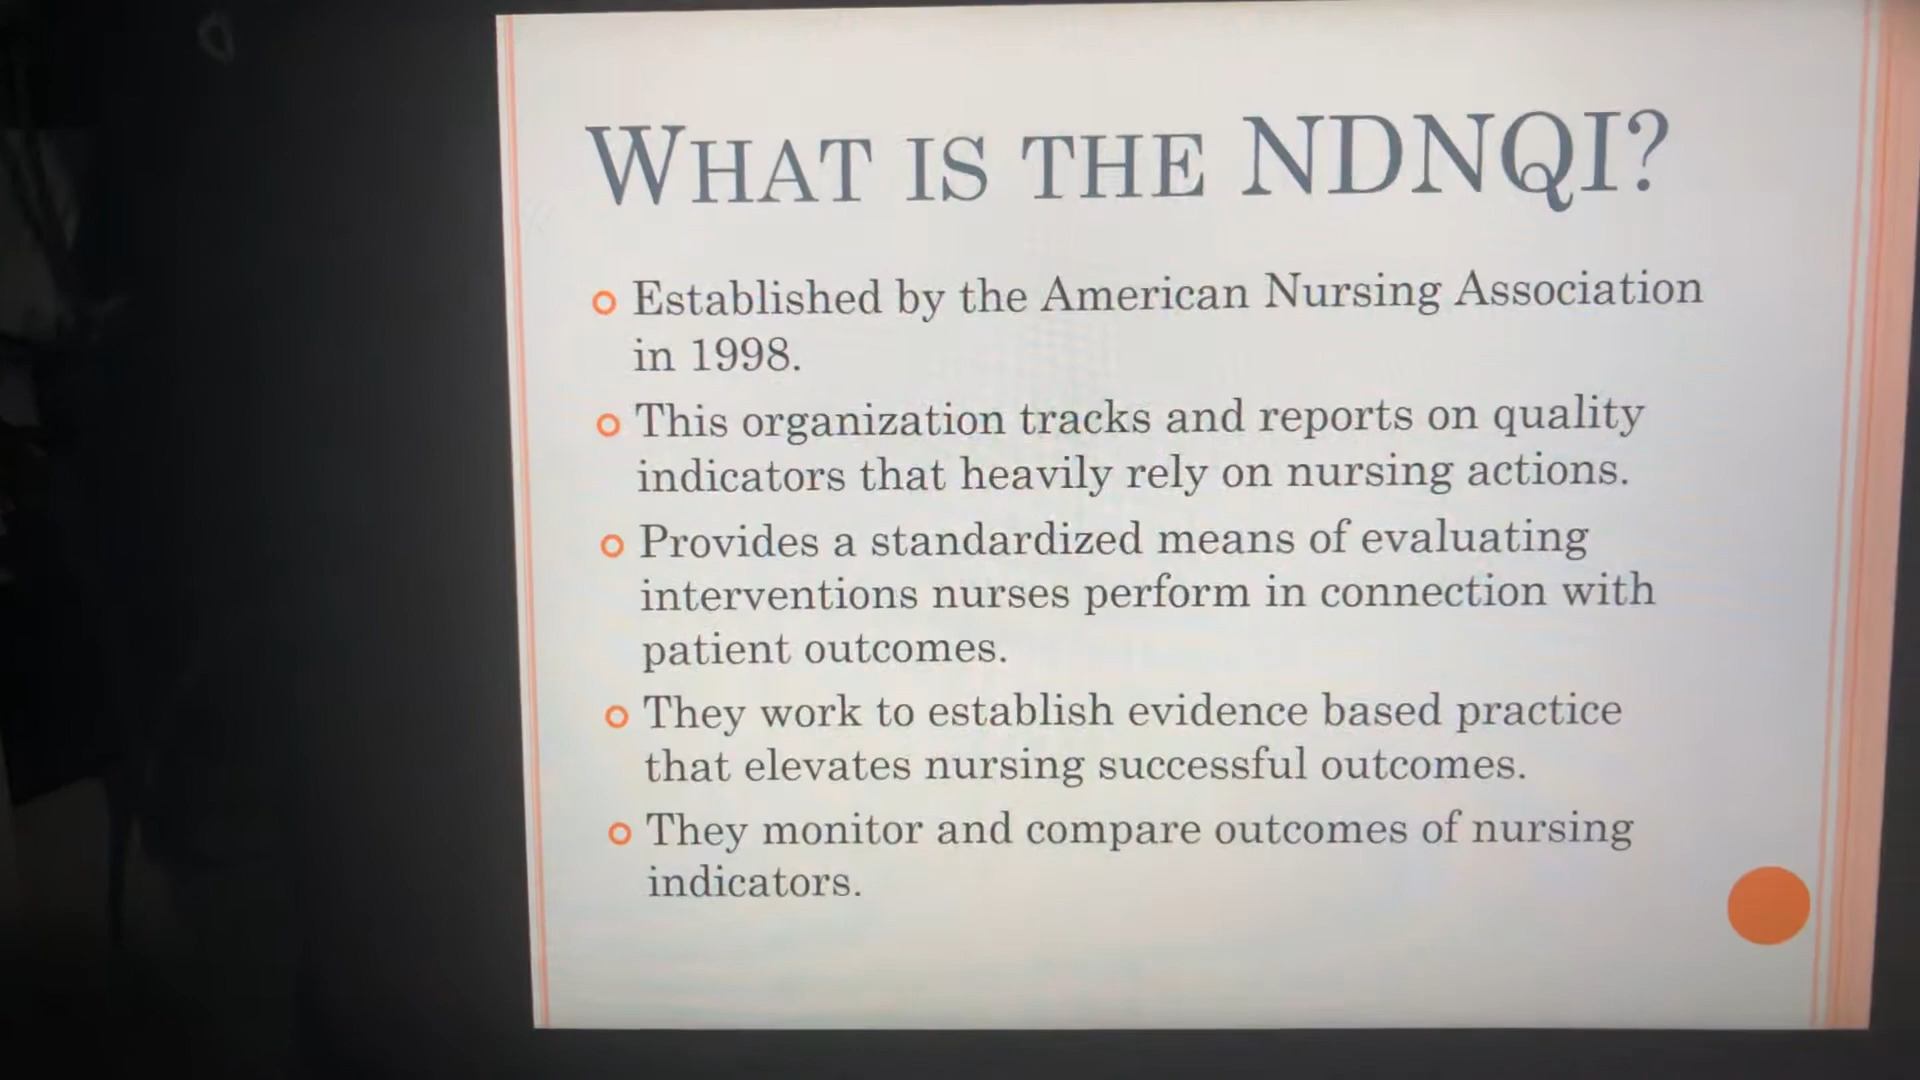 WHAT IS THE NDNQI?
Established by the American Nursing Association
in 1998.
This organization tracks and reports on quality
indicators that heavily rely on nursing actions.
Provides a standardized means of evaluating
interventions nurses perform in connection with
patient outcomes.
They work to establish evidence based practice
that elevates nursing successful outcomes.
They monitor and compare outcomes of nursing
indicators.